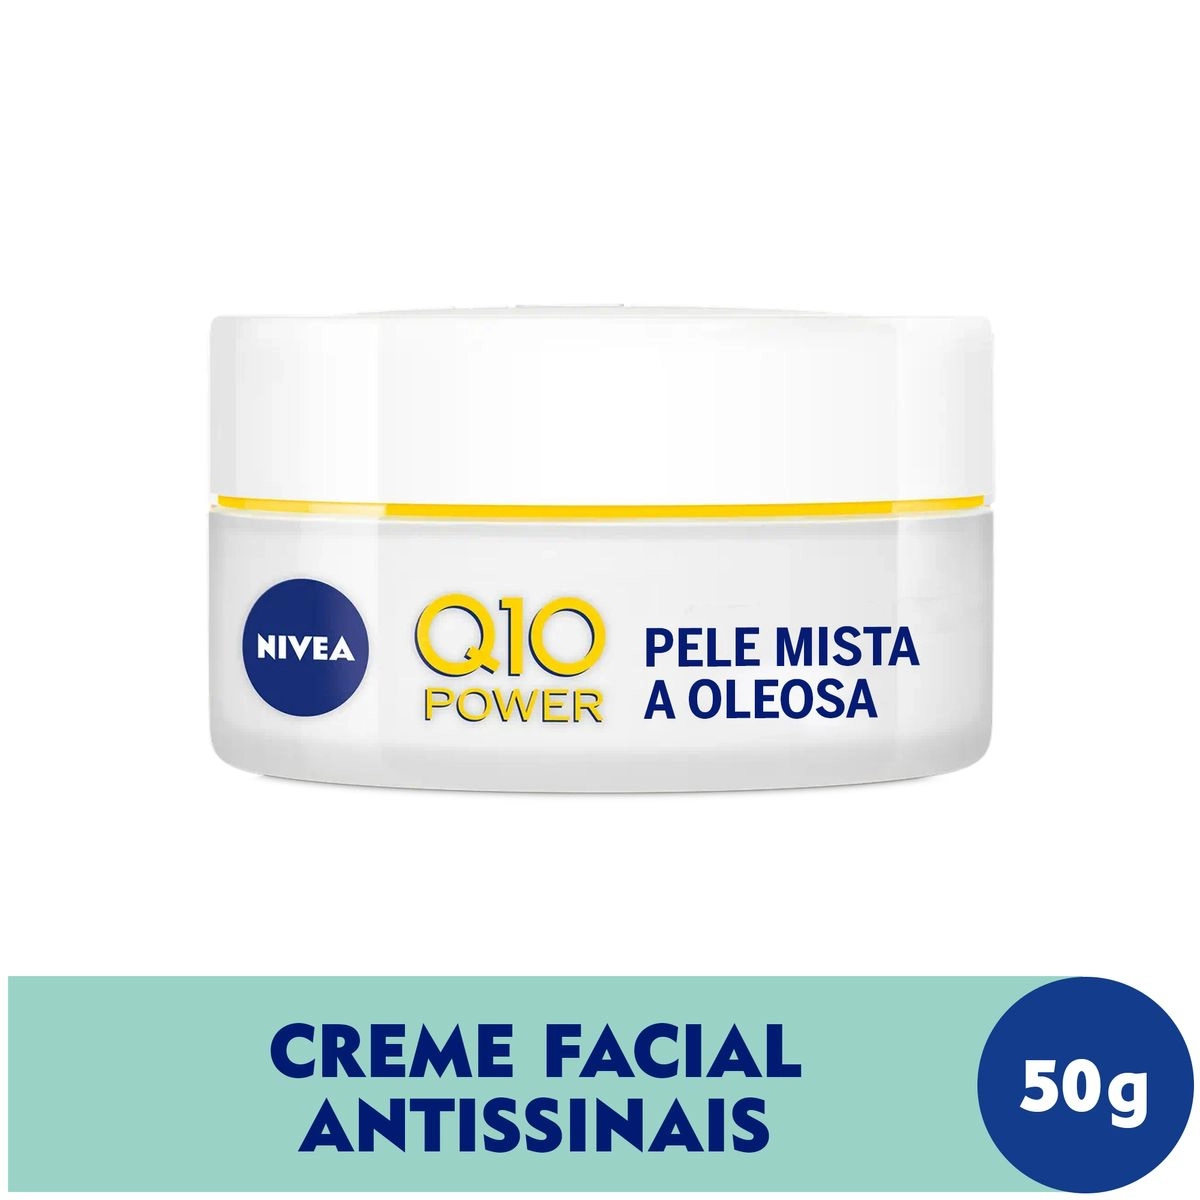 NIVEA
Q10
POWER
PELE MISTA
A OLEOSA
CREME FACIAL
ANTISSINAIS
50g